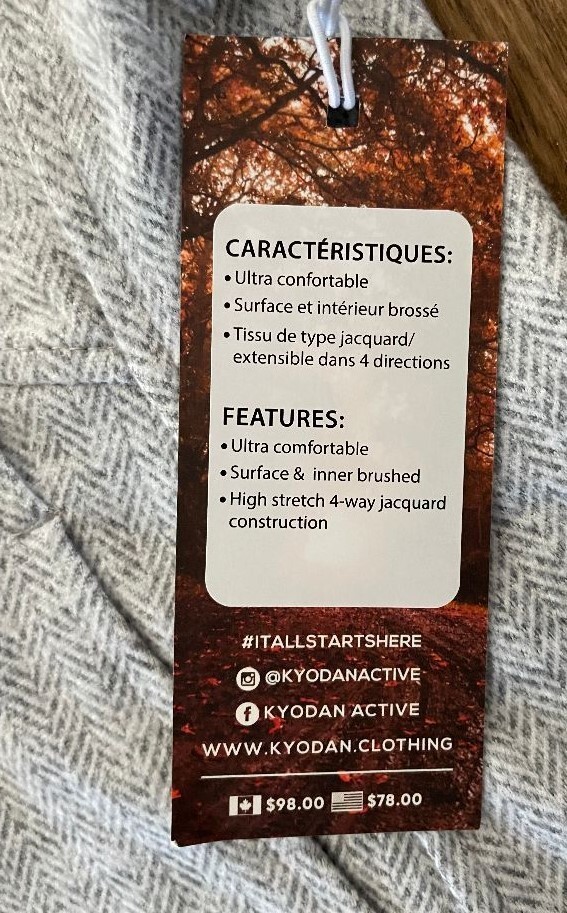 CARACTÉRISTIQUES:
• Ultra confortable
• Surface et intérieur brossé
• Tissu de type jacquard/
extensible dans 4 directions
FEATURES:
• Ultra comfortable
• Surface & inner brushed
• High stretch 4-way jacquard
construction
#ITALLSTARTSHERE
@KYODANACTIVE
KYODAN ACTIVE
WWW.KYODAN.CLOTHING
$98.00 $78.00